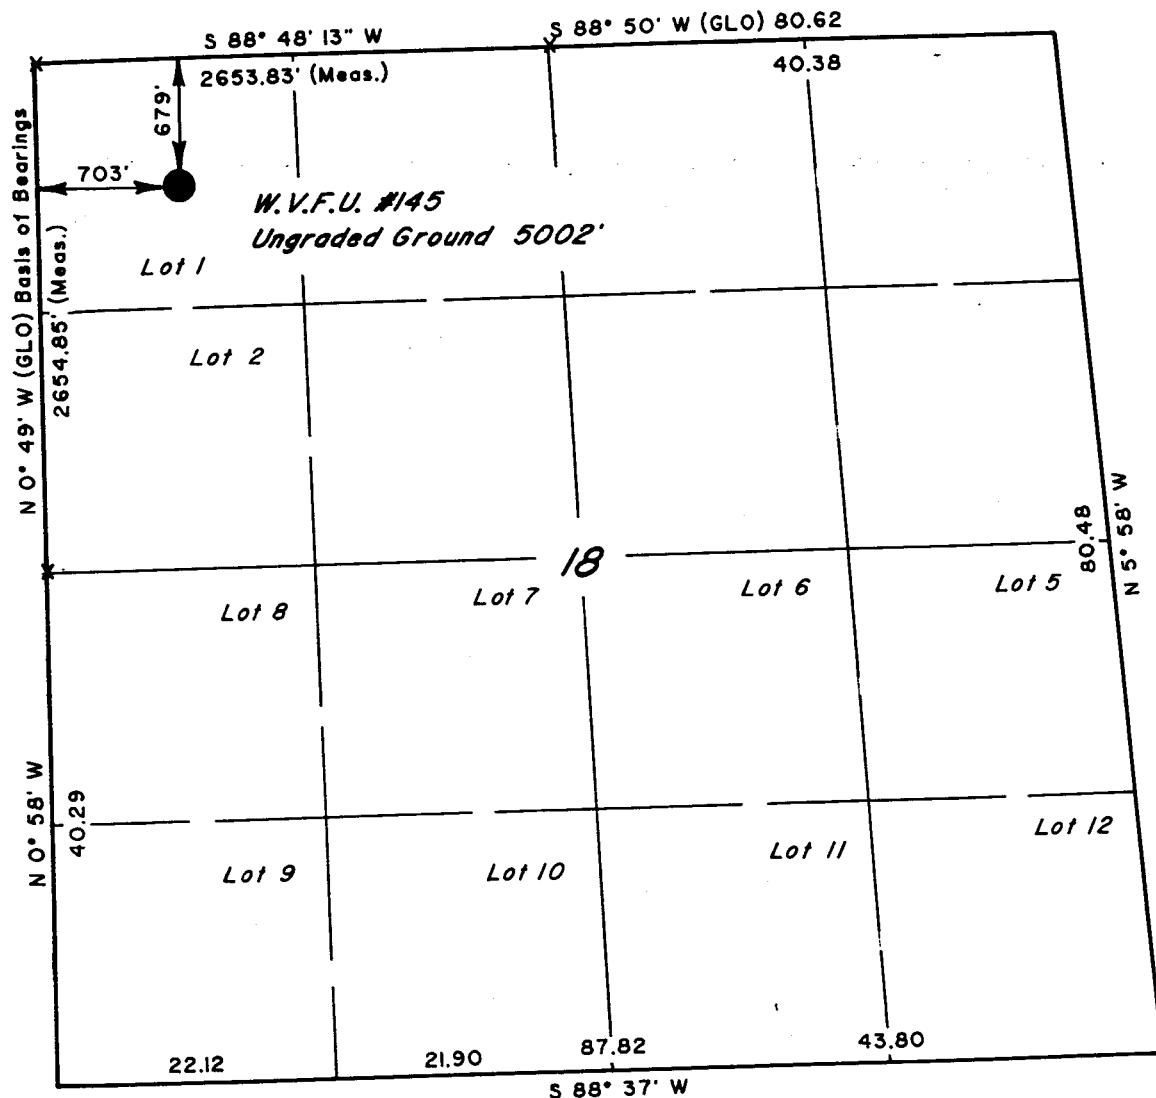 S 88° 48' 13" W
S 88° 50' W (GLO) 80.62
2653.83' (Meas.)
40.38
679'
703'
W.V.F.U. #145
Ungraded Ground 5002'
N 0° 49' W (GLO) Basis of Bearings
2654.85' (Meas.)
Lot 1
Lot 2
18
80.48
N 5° 58' W
Lot 8
Lot 7
Lot 6
Lot 5
N 0° 58' W
40.29
Lot 9
Lot 10
Lot 11
Lot 12
22.12
21.90
87.82
43.80
S 88° 37' W